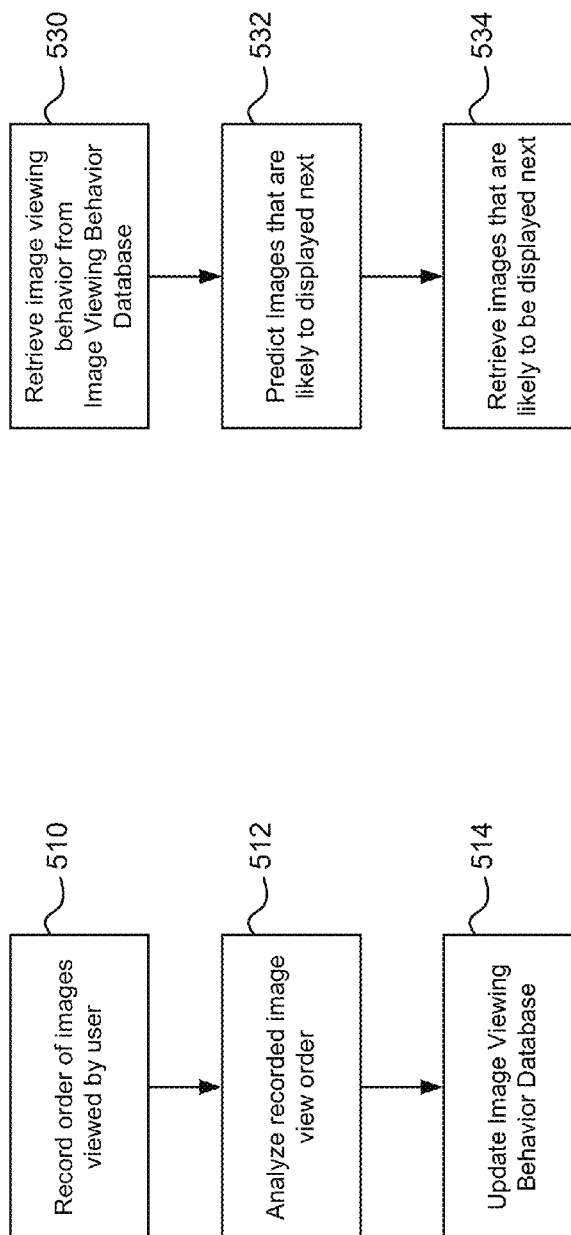 Record order of images
viewed by user
510
Analyze recorded image
view order
512
Update Image Viewing
Behavior Database
514
Retrieve image viewing
behavior from
Image Viewing Behavior
Database
530
Predict Images that are
likely to displayed next
532
Retrieve images that are
likely to be displayed next
534